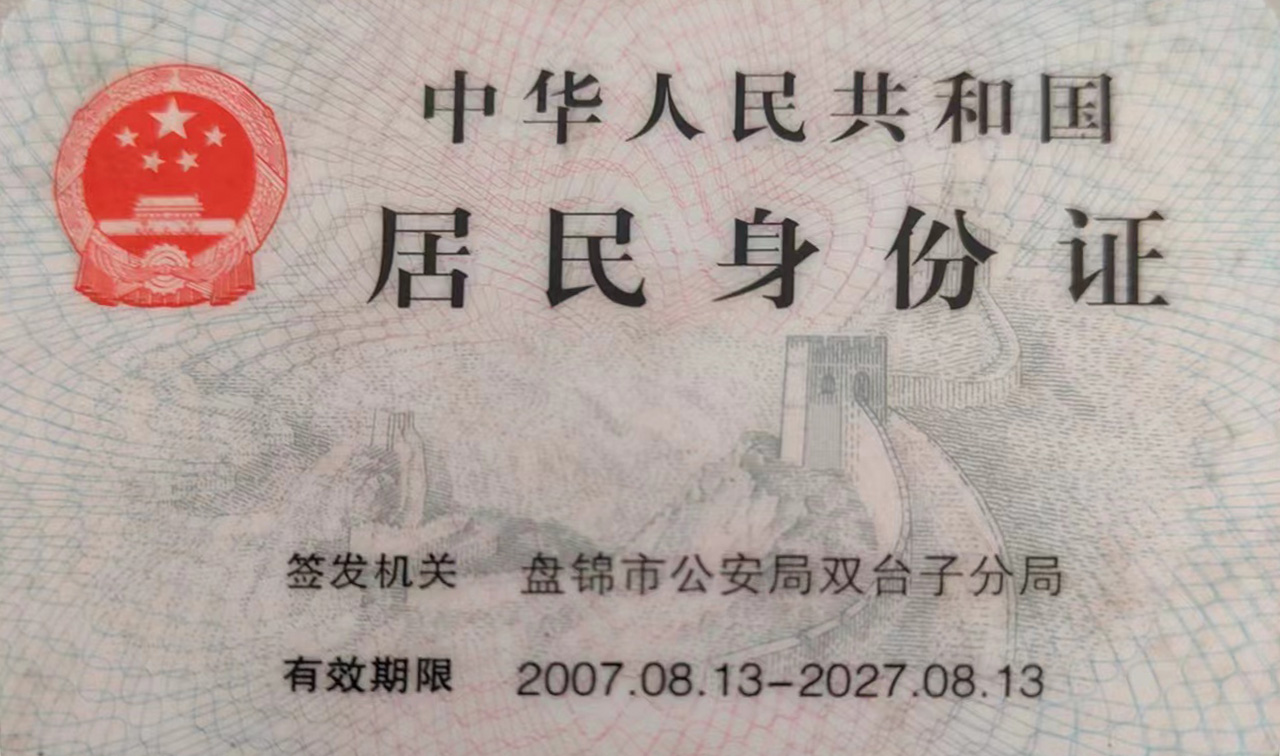 中华人民共和国
居民身份证
签发机关 盘锦市公安局双台子分局
有效期限 2007.08.13-2027.08.13